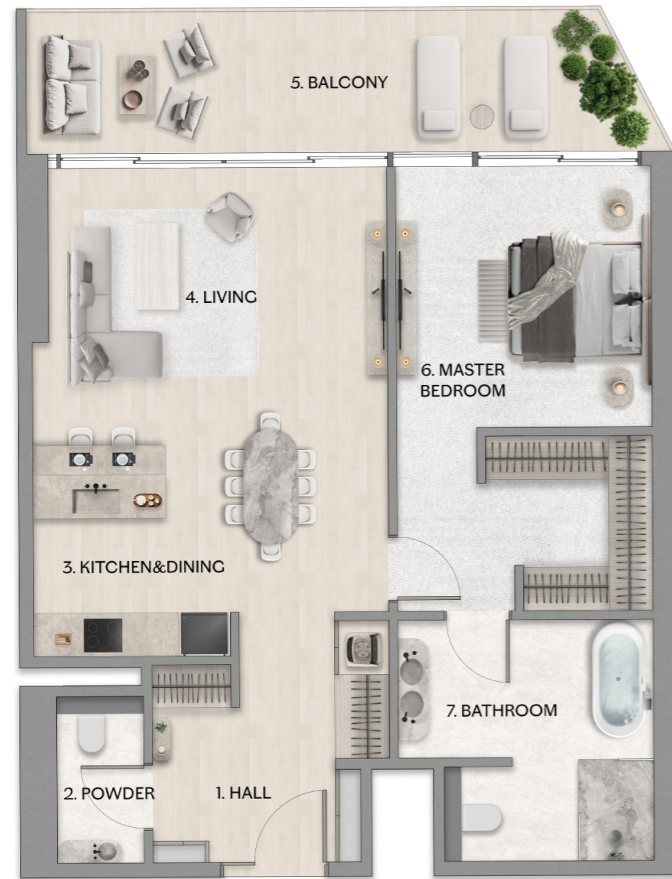 5. BALCONY
4. LIVING
6. MASTER
BEDROOM
3. KITCHEN&DINING
7. BATHROOM
2. POWDER
1. HALL